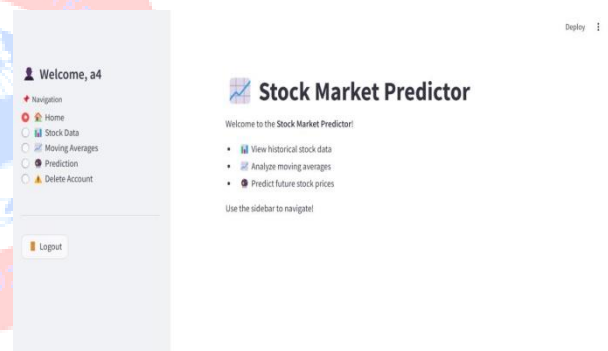 Deploy
Welcome, a4
Navigation
Home
Stock Data
Moving Averages
Prediction
Delete Account
Logout
Stock Market Predictor
Welcome to the Stock Market Predictor!
View historical stock data
Analyze moving averages
Predict future stock prices
Use the sidebar to navigate!